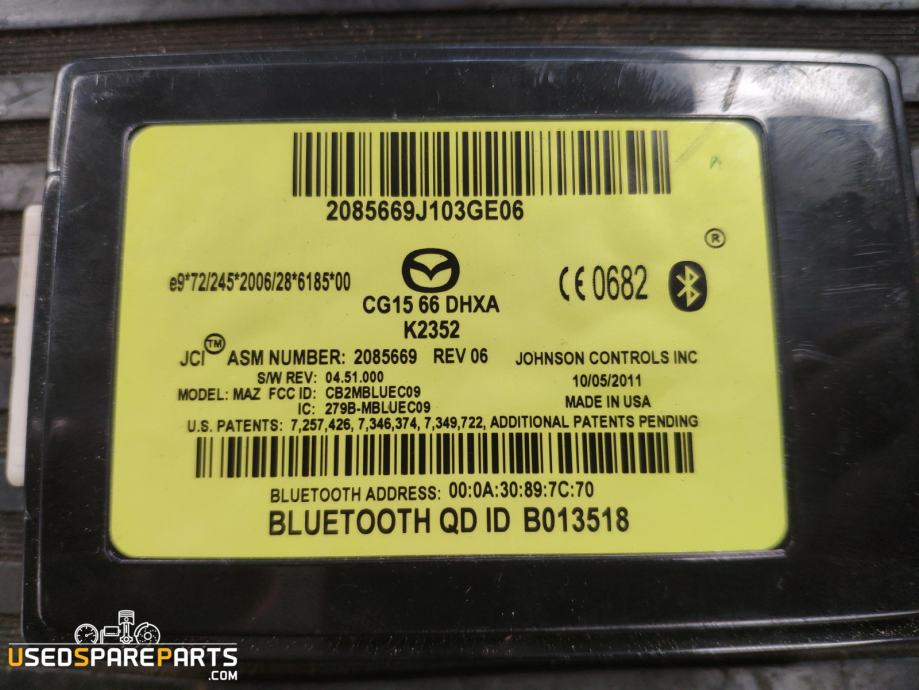 2085669J103GE06
®
e9*72/245*2006/28*6185*00
CE 0682
CG15 66 DHXA
K2352
JCI™ ASM NUMBER: 2085669 REV 06 JOHNSON CONTROLS INC
S/W REV: 04.51.000 10/05/2011
MODEL: MAZ FCC ID: CB2MBLUEC09 MADE IN USA
IC: 279B-MBLUEC09
U.S. PATENTS: 7,257,426, 7,346,374, 7,349,722, ADDITIONAL PATENTS PENDING
BLUETOOTH ADDRESS: 00:0A:30:89:7C:70
BLUETOOTH QD ID B013518
USEDSPAREPARTS
.COM